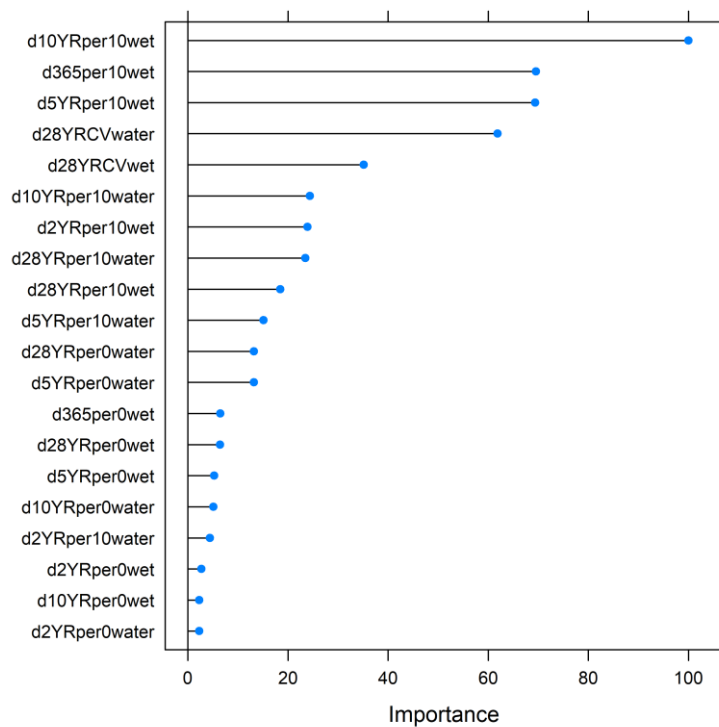 d10YRper10wet
d365per10wet
d5YRper10wet
d28YRCVwater
d28YRCVwet
d10YRper10water
d2YRper10wet
d28YRper10water
d28YRper10wet
d5YRper10water
d28YRper0water
d5YRper0water
d365per0wet
d28YRper0wet
d5YRper0wet
d10YRper0water
d2YRper10water
d2YRper0wet
d10YRper0wet
d2YRper0water
0 20 40 60 80 100
Importance